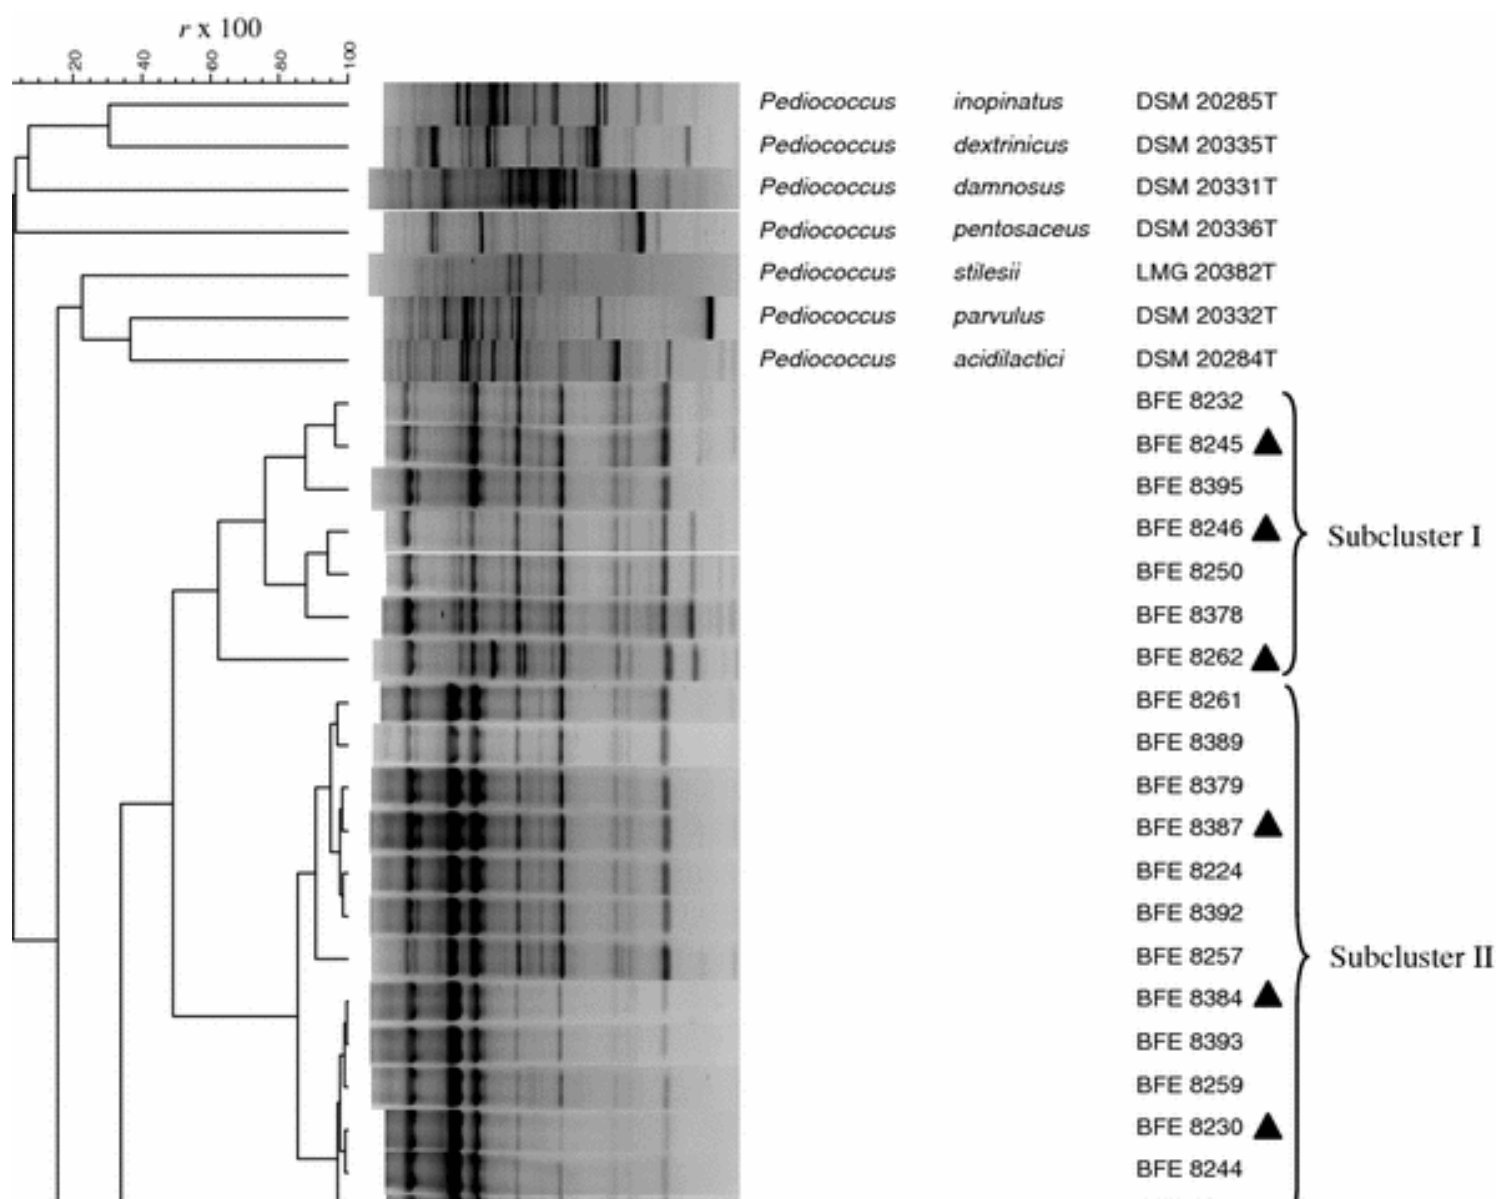 r x 100
20 40 60 80 100
Pediococcus inopinatus DSM 20285T
Pediococcus dextrinicus DSM 20335T
Pediococcus damnosus DSM 20331T
Pediococcus pentosaceus DSM 20336T
Pediococcus stilesii LMG 20382T
Pediococcus parvulus DSM 20332T
Pediococcus acidilactici DSM 20284T
BFE 8232
BFE 8245
BFE 8395
BFE 8246
Subcluster I
BFE 8250
BFE 8378
BFE 8262
BFE 8261
BFE 8389
BFE 8379
BFE 8387
BFE 8224
BFE 8392
BFE 8257
Subcluster II
BFE 8384
BFE 8393
BFE 8259
BFE 8230
BFE 8244